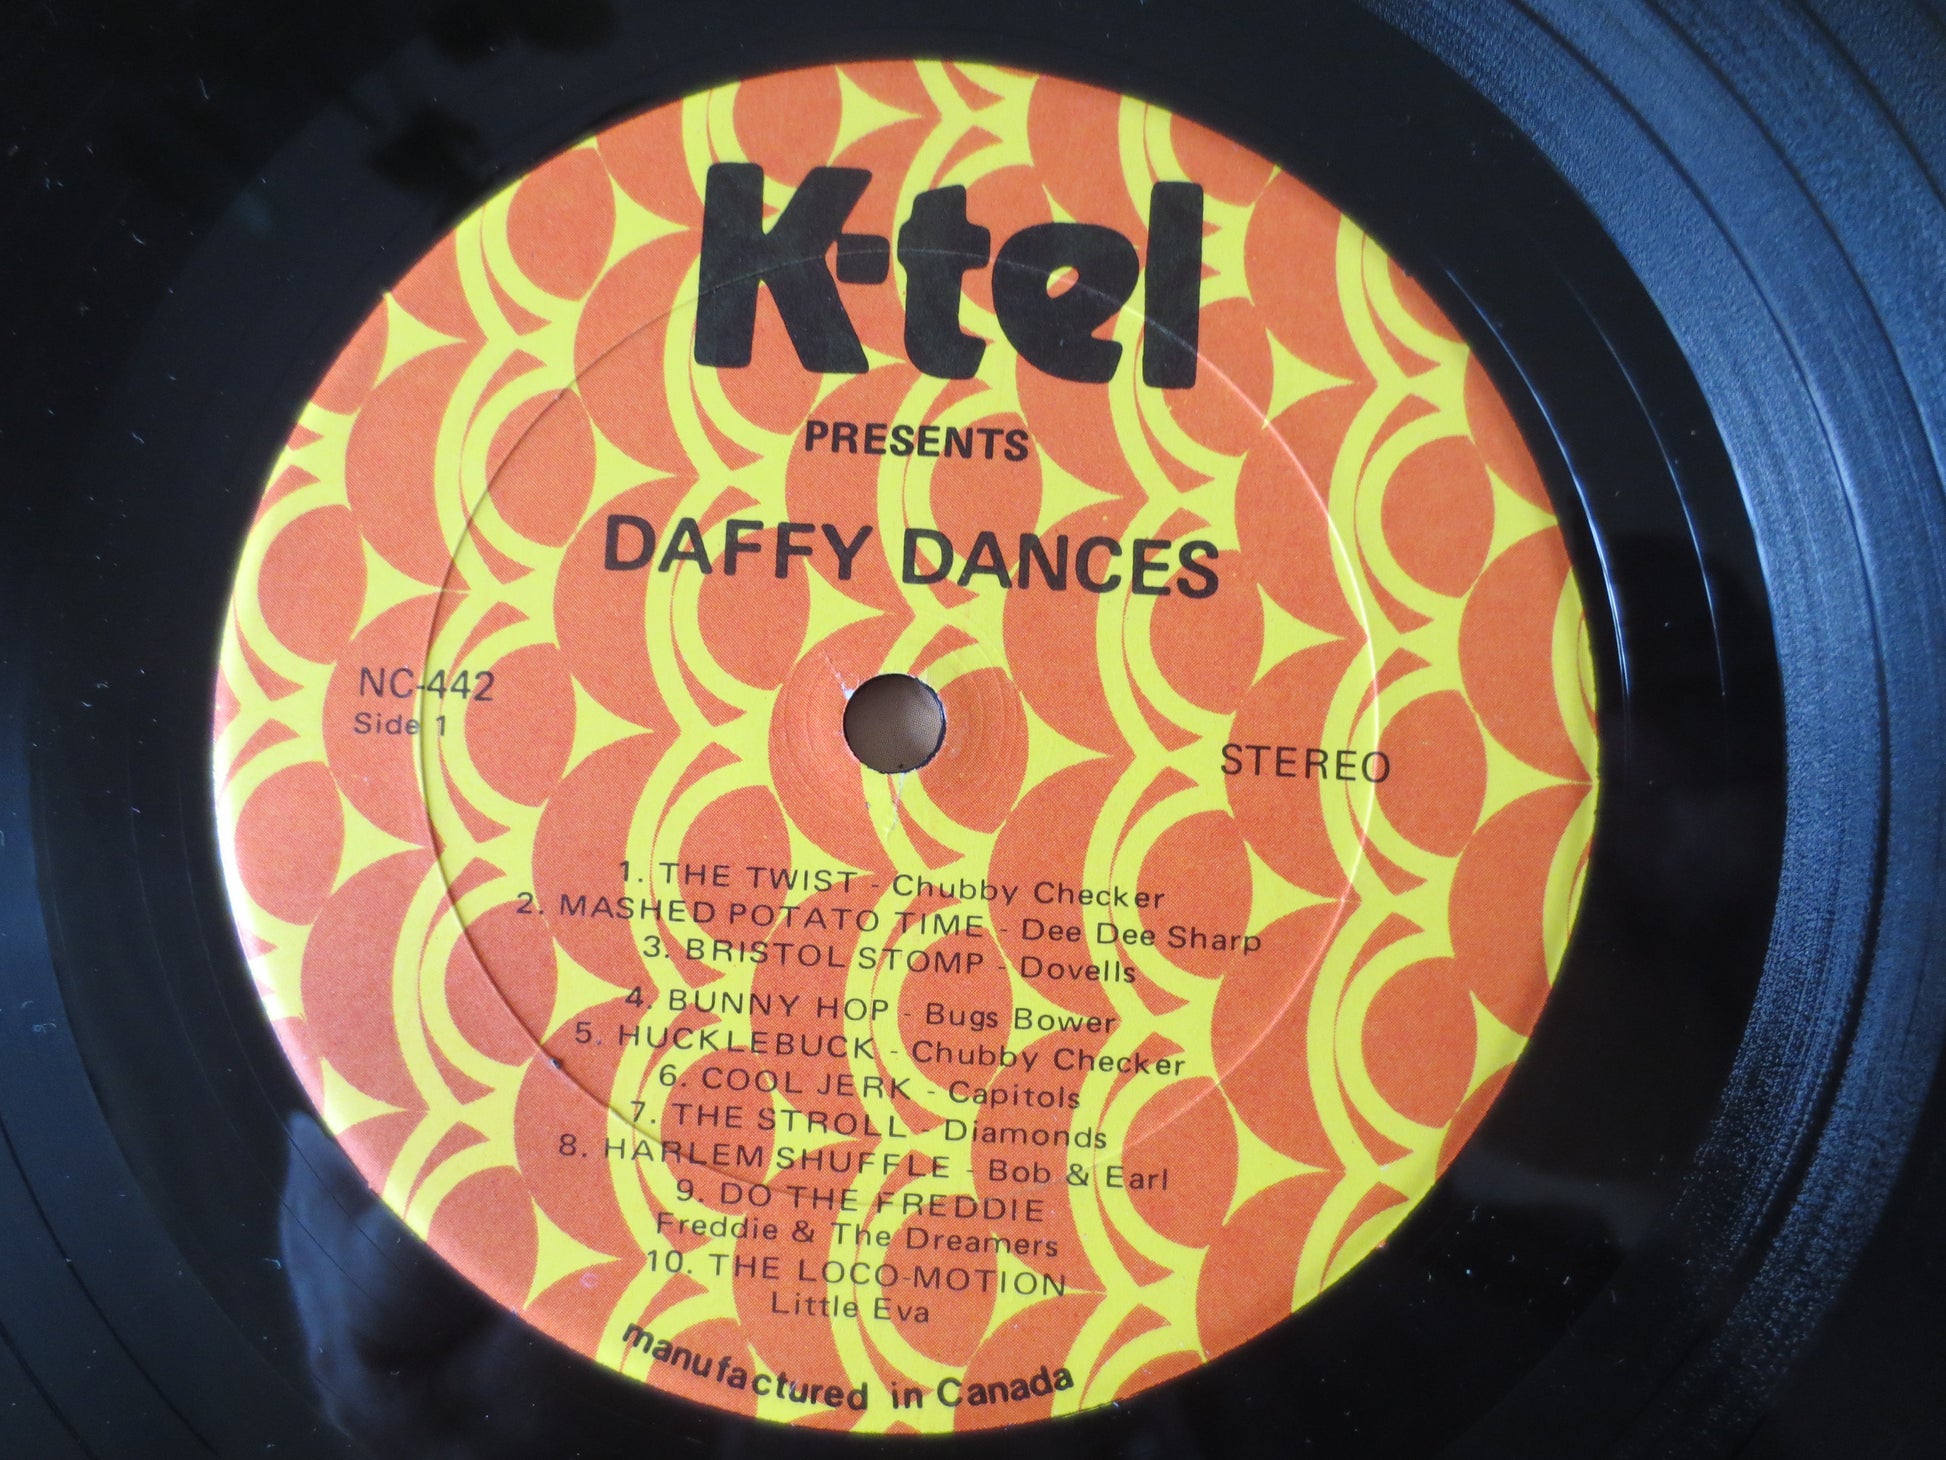 K-tel
PRESENTS
DAFFY DANCES
NC-442
Side 1
STEREO
1. THE TWIST - Chubby Checker
2. MASHED POTATO TIME - Dee Dee Sharp
3. BRISTOL STOMP - Dovells
4. BUNNY HOP - Bugs Bower
5. HUCKLEBUCK - Chubby Checker
6. COOL JERK - Capitols
7. THE STROLL - Diamonds
8. HARLEM SHUFFLE - Bob & Earl
9. DO THE FREDDIE
Freddie & The Dreamers
10. THE LOCO-MOTION
Little Eva
manufactured in Canada